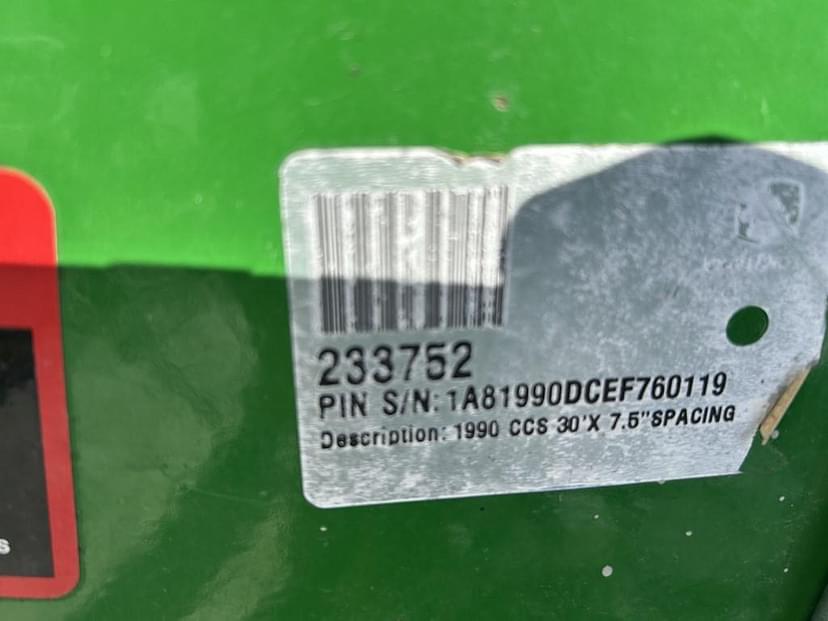 233752
PIN S/N: 1A81990DCEF760119
Description: 1990 CCS 30'X 7.5"SPACING
s